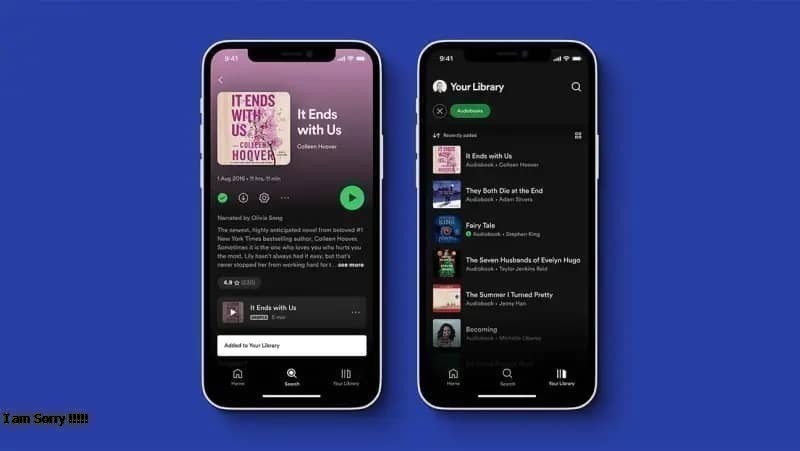 9:41
IT ENDS
WITH
US
COLLEEN
HOOVER
It Ends
with Us
Colleen Hoover
1 Aug 2016 • 11 hrs, 11 min
Narrated by Olivia Song
The newest, highly anticipated novel from beloved #1
New York Times bestselling author, Colleen Hoover.
Sometimes it is the one who loves you who hurts you
the most. Lily hasn't always had it easy, but that's
never stopped her from working hard for t... see more
4.9
It Ends with Us
5 min
Added to Your Library
Home
Search
Your Library
9:41
Your Library
Audiobooks
Recently added
It Ends with Us
Audiobook • Colleen Hoover
They Both Die at the End
Audiobook • Adam Silvera
Fairy Tale
Audiobook • Stephen King
The Seven Husbands of Evelyn Hugo
Audiobook • Taylor Jenkins Reid
The Summer I Turned Pretty
Audiobook • Jenny Han
Becoming
Audiobook • Michelle Obama
Home
Search
Your Library
I am Sorry !!!!!